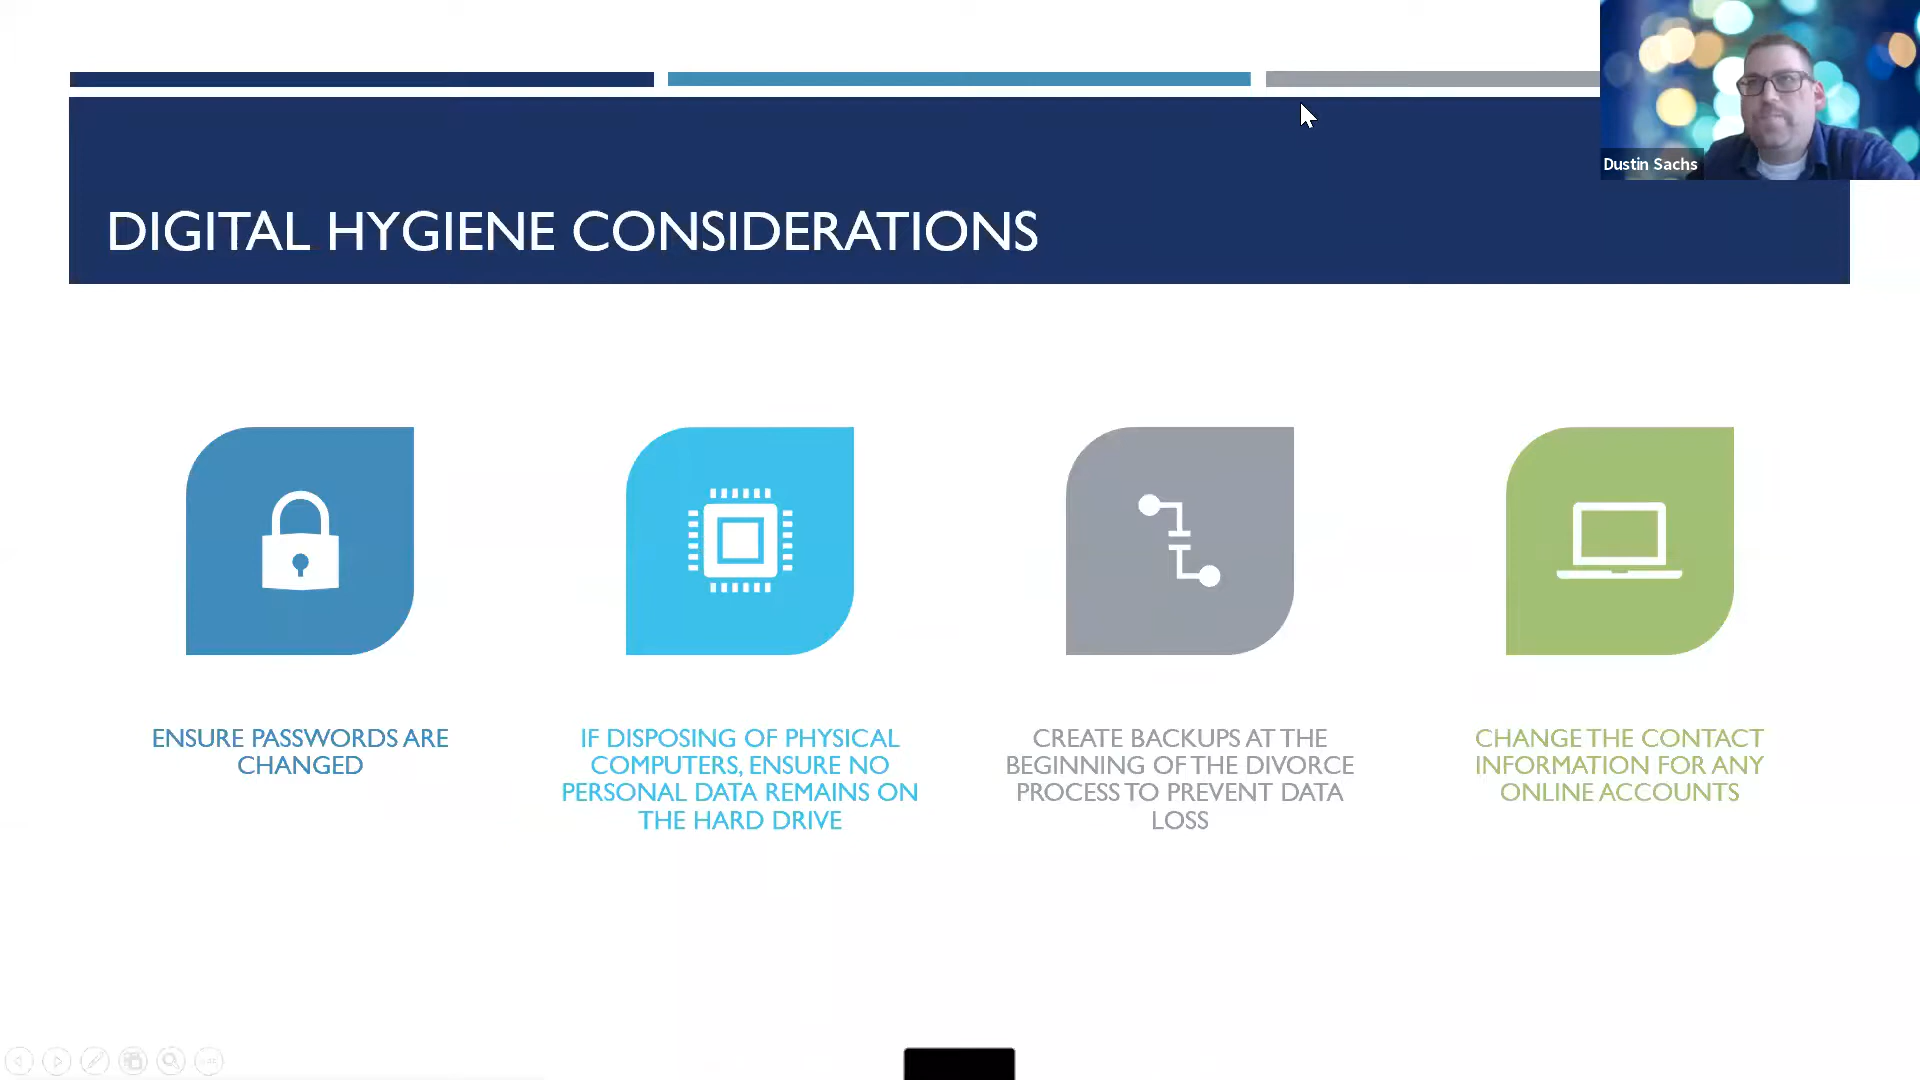 Dustin Sachs
DIGITAL HYGIENE CONSIDERATIONS
ENSURE PASSWORDS ARE
CHANGED
IF DISPOSING OF PHYSICAL
COMPUTERS, ENSURE NO
PERSONAL DATA REMAINS ON
THE HARD DRIVE
CREATE BACKUPS AT THE
BEGINNING OF THE DIVORCE
PROCESS TO PREVENT DATA
LOSS
CHANGE THE CONTACT
INFORMATION FOR ANY
ONLINE ACCOUNTS